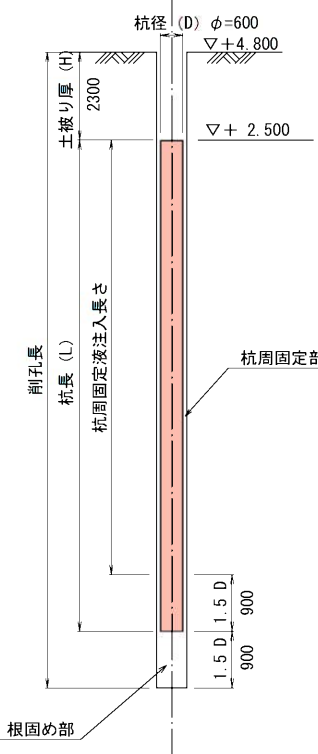 杭径 (D) φ=600
▽+4.800
土被り厚 (H)
2300
▽+ 2.500
削孔長
杭長 (L)
杭周固定液注入長さ
杭周固定部
1.5 D
900
1.5 D
900
根固め部